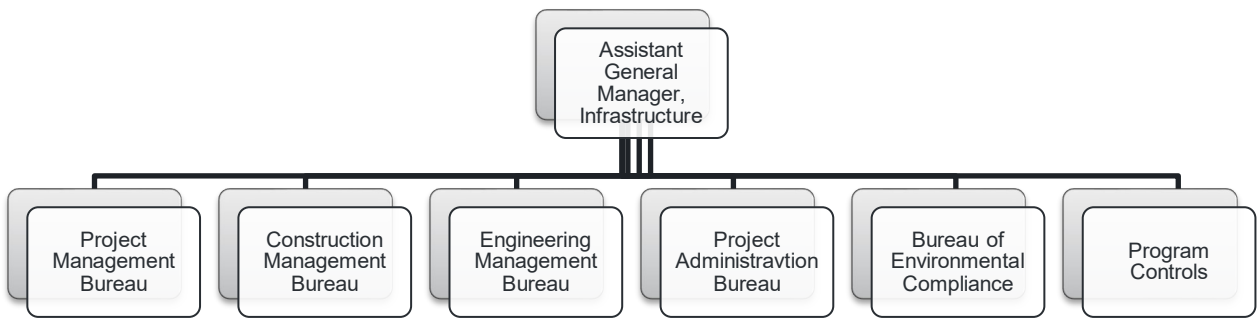 Assistant
General
Manager,
Infrastructure
Project
Management
Bureau
Construction
Management
Bureau
Engineering
Management
Bureau
Project
Administravtion
Bureau
Bureau of
Environmental
Compliance
Program
Controls